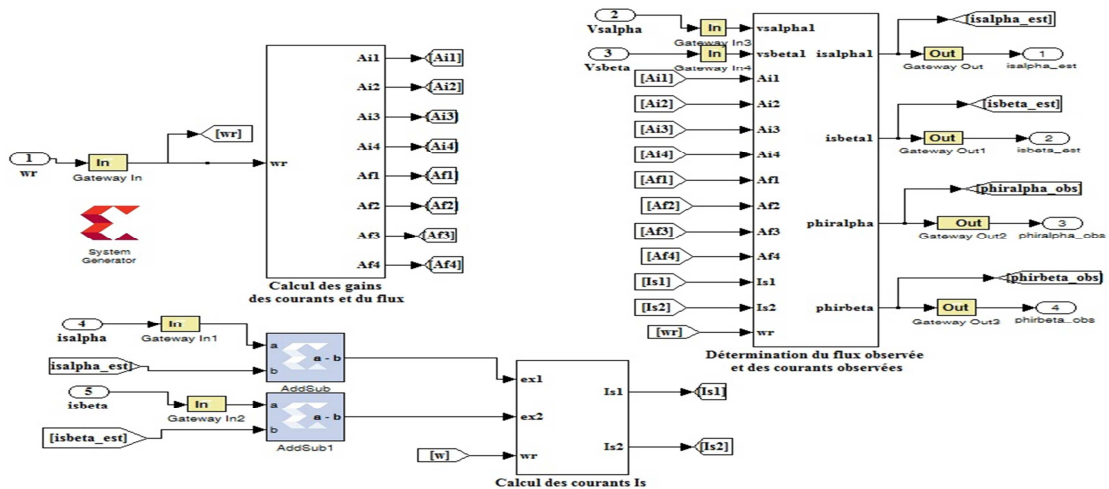 1
wr
In
Gateway In
[wr]
System
Generator
wr
Ai1
Ai2
Ai3
Ai4
Af1
Af2
Af3
Af4
[Ai1]
[Ai2]
[Ai3]
[Ai4]
[Af1]
[Af2]
[Af3]
[Af4]
Calcul des gains
des courants et du flux
4
isalpha
In
Gateway In1
[isalpha_est]
5
isbeta
In
Gateway In2
[isbeta_est]
a
b
a - b
AddSub
a
b
a - b
AddSub1
[w]
ex1
ex2
wr
Is1
Is2
Calcul des courants Is
[Is1]
[Is2]
2
Vsalpha
In
Gateway In3
3
Vsbeta
In
Gateway In4
[Ai1]
[Ai2]
[Ai3]
[Ai4]
[Af1]
[Af2]
[Af3]
[Af4]
[Is1]
[Is2]
[wr]
vsalpha1
vsbeta1
Ai1
Ai2
Ai3
Ai4
Af1
Af2
Af3
Af4
Is1
Is2
wr
isalpha1
isbeta1
phiralpha
phirbeta
Détermination du flux observée
et des courants observées
[isalpha_est]
Out
Gateway Out
1
isalpha_est
[isbeta_est]
Out
Gateway Out1
2
isbeta_est
[phiralpha_obs]
Out
Gateway Out2
3
phiralpha_obs
[phirbeta_obs]
Out
Gateway Out3
4
phirbeta_obs